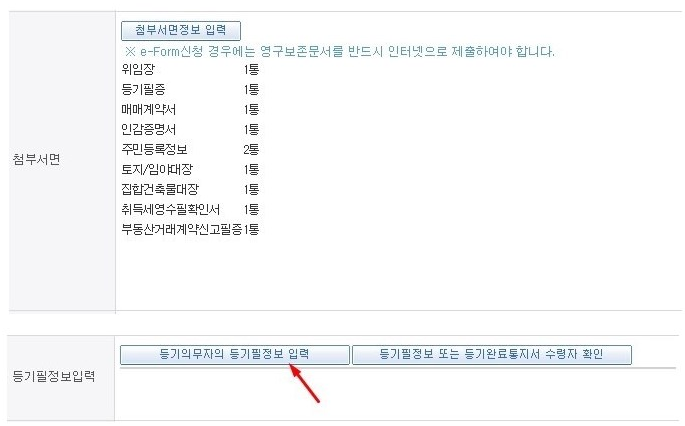 첨부서면정보 입력
※ e-Form신청 경우에는 영구보존문서를 반드시 인터넷으로 제출하여야 합니다.
위임장 1통
등기필증 1통
매매계약서 1통
인감증명서 1통
주민등록정보 2통
첨부서면
토지/임야대장 1통
집합건축물대장 1통
취득세영수필확인서 1통
부동산거래계약신고필증1통
등기의무자의 등기필정보 입력 등기필정보 또는 등기완료통지서 수령자 확인
등기필정보입력